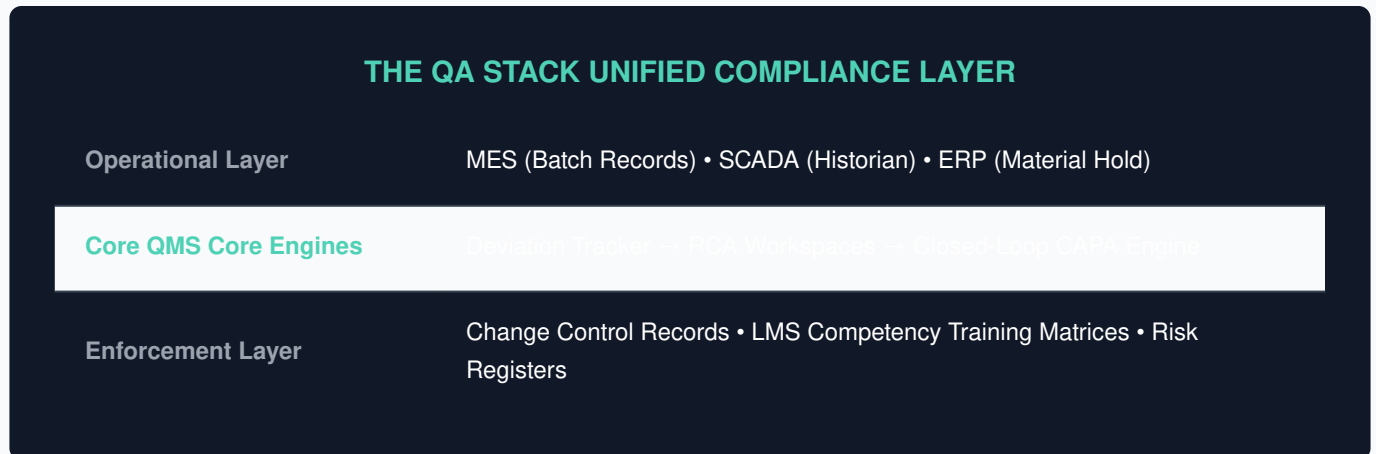 THE QA STACK UNIFIED COMPLIANCE LAYER
Operational Layer
MES (Batch Records) • SCADA (Historian) • ERP (Material Hold)
Core QMS Core Engines
Deviation Tracker → RCA Workspaces → Closed-Loop CAPA Engine
Enforcement Layer
Change Control Records • LMS Competency Training Matrices • Risk
Registers